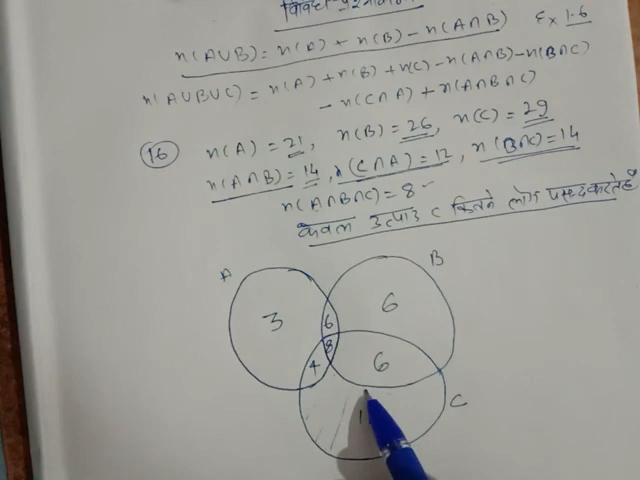 n(A∪B) = n(A) + n(B) - n(A∩B) Ex 1.6
n(A∪B∪C) = n(A) + n(B) + n(C) - n(A∩B) - n(B∩C)
- n(C∩A) + n(A∩B∩C)
16 n(A) = 21, n(B) = 26, n(C) = 29
n(A∩B) = 14, n(C∩A) = 12, n(B∩C) = 14
n(A∩B∩C) = 8
केवल उत्पाद C कितने लोग पसन्द करते हैं
A B
3 6 6
8
4 6
C